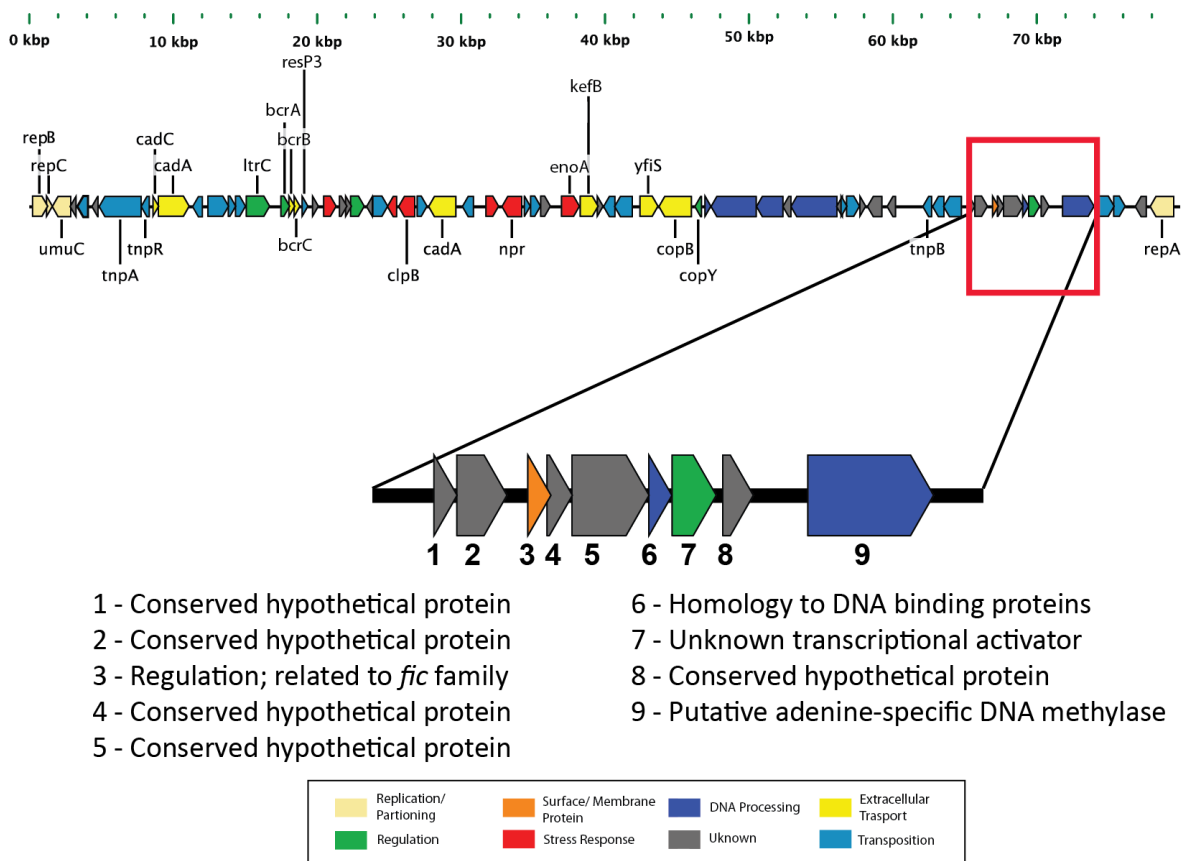 0 kbp 10 kbp 20 kbp 30 kbp 40 kbp 50 kbp 60 kbp 70 kbp
resP3
kefB
bcrA
repB cadC bcrB
repC cadA ltrC enoA yfiS
umuC tnpR bcrC cadA npr copB tnpB repA
tnpA clpB copY
1 2 3 4 5 6 7 8 9
1 - Conserved hypothetical protein
2 - Conserved hypothetical protein
3 - Regulation; related to fic family
4 - Conserved hypothetical protein
5 - Conserved hypothetical protein
6 - Homology to DNA binding proteins
7 - Unknown transcriptional activator
8 - Conserved hypothetical protein
9 - Putative adenine-specific DNA methylase
Replication/
Partioning
Surface/ Membrane
Protein
DNA Processing
Extracellular
Trasport
Regulation
Stress Response
Uknown
Transposition